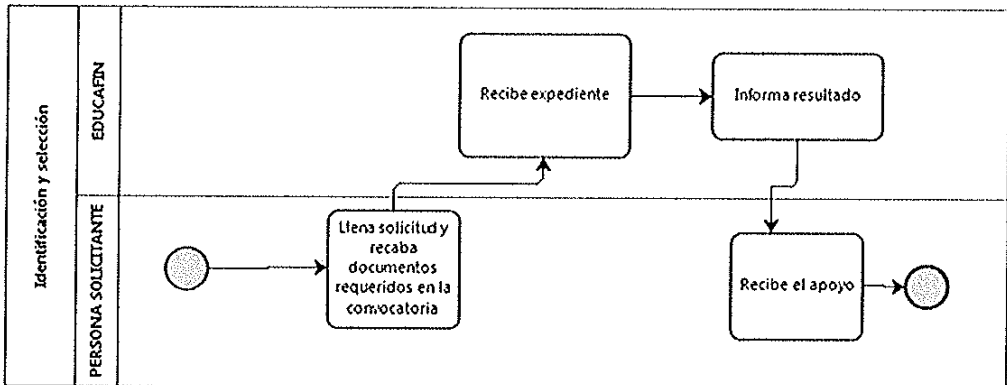 Identificación y selección
EDUCAFIN
PERSONA SOLICITANTE
Recibe expediente
Informa resultado
Llena solicitud y
recaba
documentos
requeridos en la
convocatoria
Recibe el apoyo